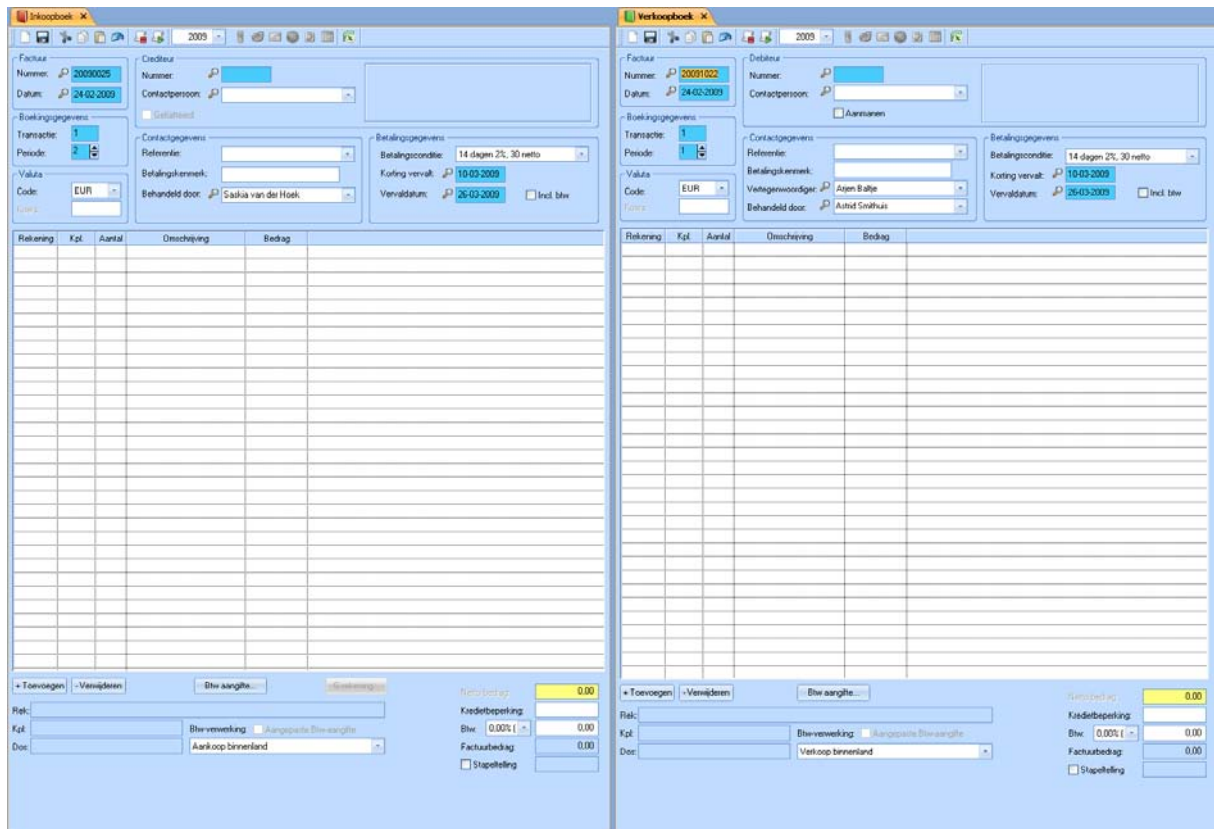 Inkoopboek
2009
Factuur
Nummer: 20090025
Datum: 24-02-2009
Crediteur
Nummer:
Contactpersoon:
Gefiatteerd
Boekingsgegevens
Transactie: 1
Periode: 2
Contactgegevens
Referentie:
Betalingskenmerk:
Behandeld door: Saskia van der Hoek
Betalingsgegevens
Betalingsconditie: 14 dagen 2%, 30 netto
Korting vervalt: 10-03-2009
Vervaldatum: 26-03-2009 Incl. btw
Valuta
Code: EUR
Rekening Kpl. Aantal Omschrijving Bedrag
+ Toevoegen - Verwijderen Btw aangifte...
Netto bedrag: 0,00
Rek:
Kredietbeperking:
Kpl: Btw-verwerking: Aangepaste Btw-aangifte
Btw: 0,00% ( 0,00
Dos: Aankoop binnenland
Factuurbedrag: 0,00
Stapeltelling
Verkoopboek
2009
Factuur
Nummer: 20091022
Datum: 24-02-2009
Debiteur
Nummer:
Contactpersoon:
Aanmanen
Boekingsgegevens
Transactie: 1
Periode: 1
Contactgegevens
Referentie:
Betalingskenmerk:
Vertegenwoordiger: Arjen Baltje
Behandeld door: Astrid Smithuis
Betalingsgegevens
Betalingsconditie: 14 dagen 2%, 30 netto
Korting vervalt: 10-03-2009
Vervaldatum: 26-03-2009 Incl. btw
Valuta
Code: EUR
Rekening Kpl. Aantal Omschrijving Bedrag
+ Toevoegen - Verwijderen Btw aangifte...
Netto bedrag: 0,00
Rek:
Kredietbeperking:
Kpl: Btw-verwerking: Aangepaste Btw-aangifte
Btw: 0,00% ( 0,00
Dos: Verkoop binnenland
Factuurbedrag: 0,00
Stapeltelling